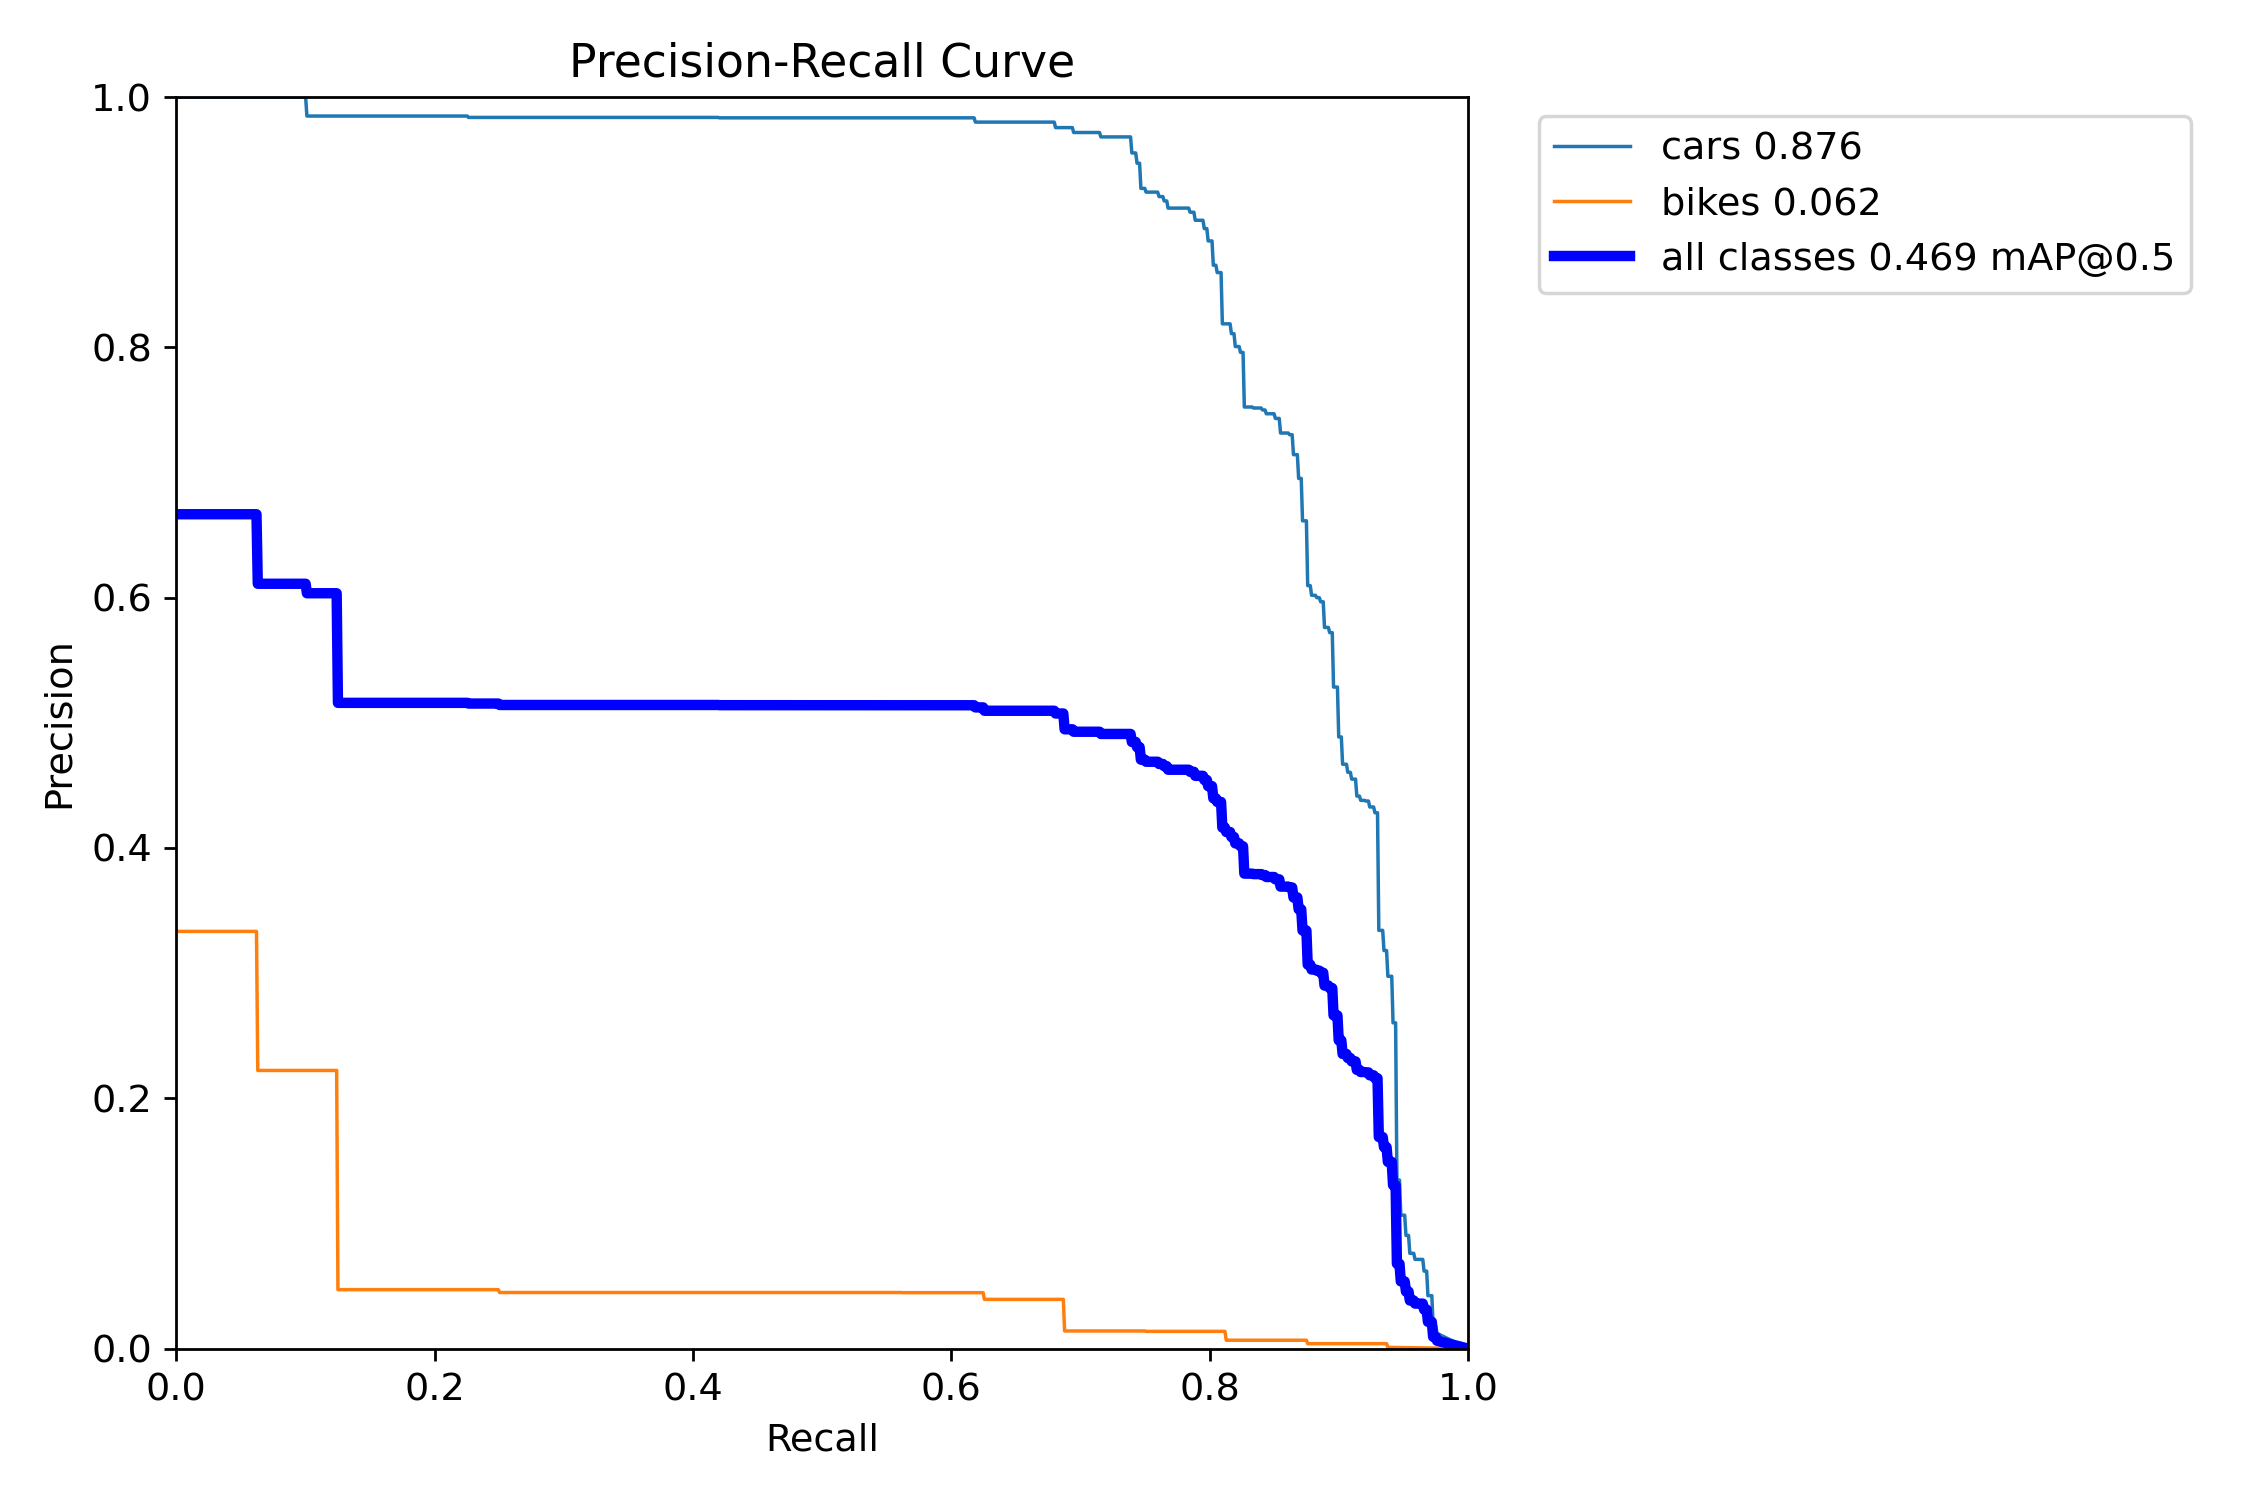 Precision-Recall Curve
1.0
0.8
0.6
0.4
0.2
0.0
Precision
0.0 0.2 0.4 0.6 0.8 1.0
Recall
cars 0.876
bikes 0.062
all classes 0.469 mAP@0.5